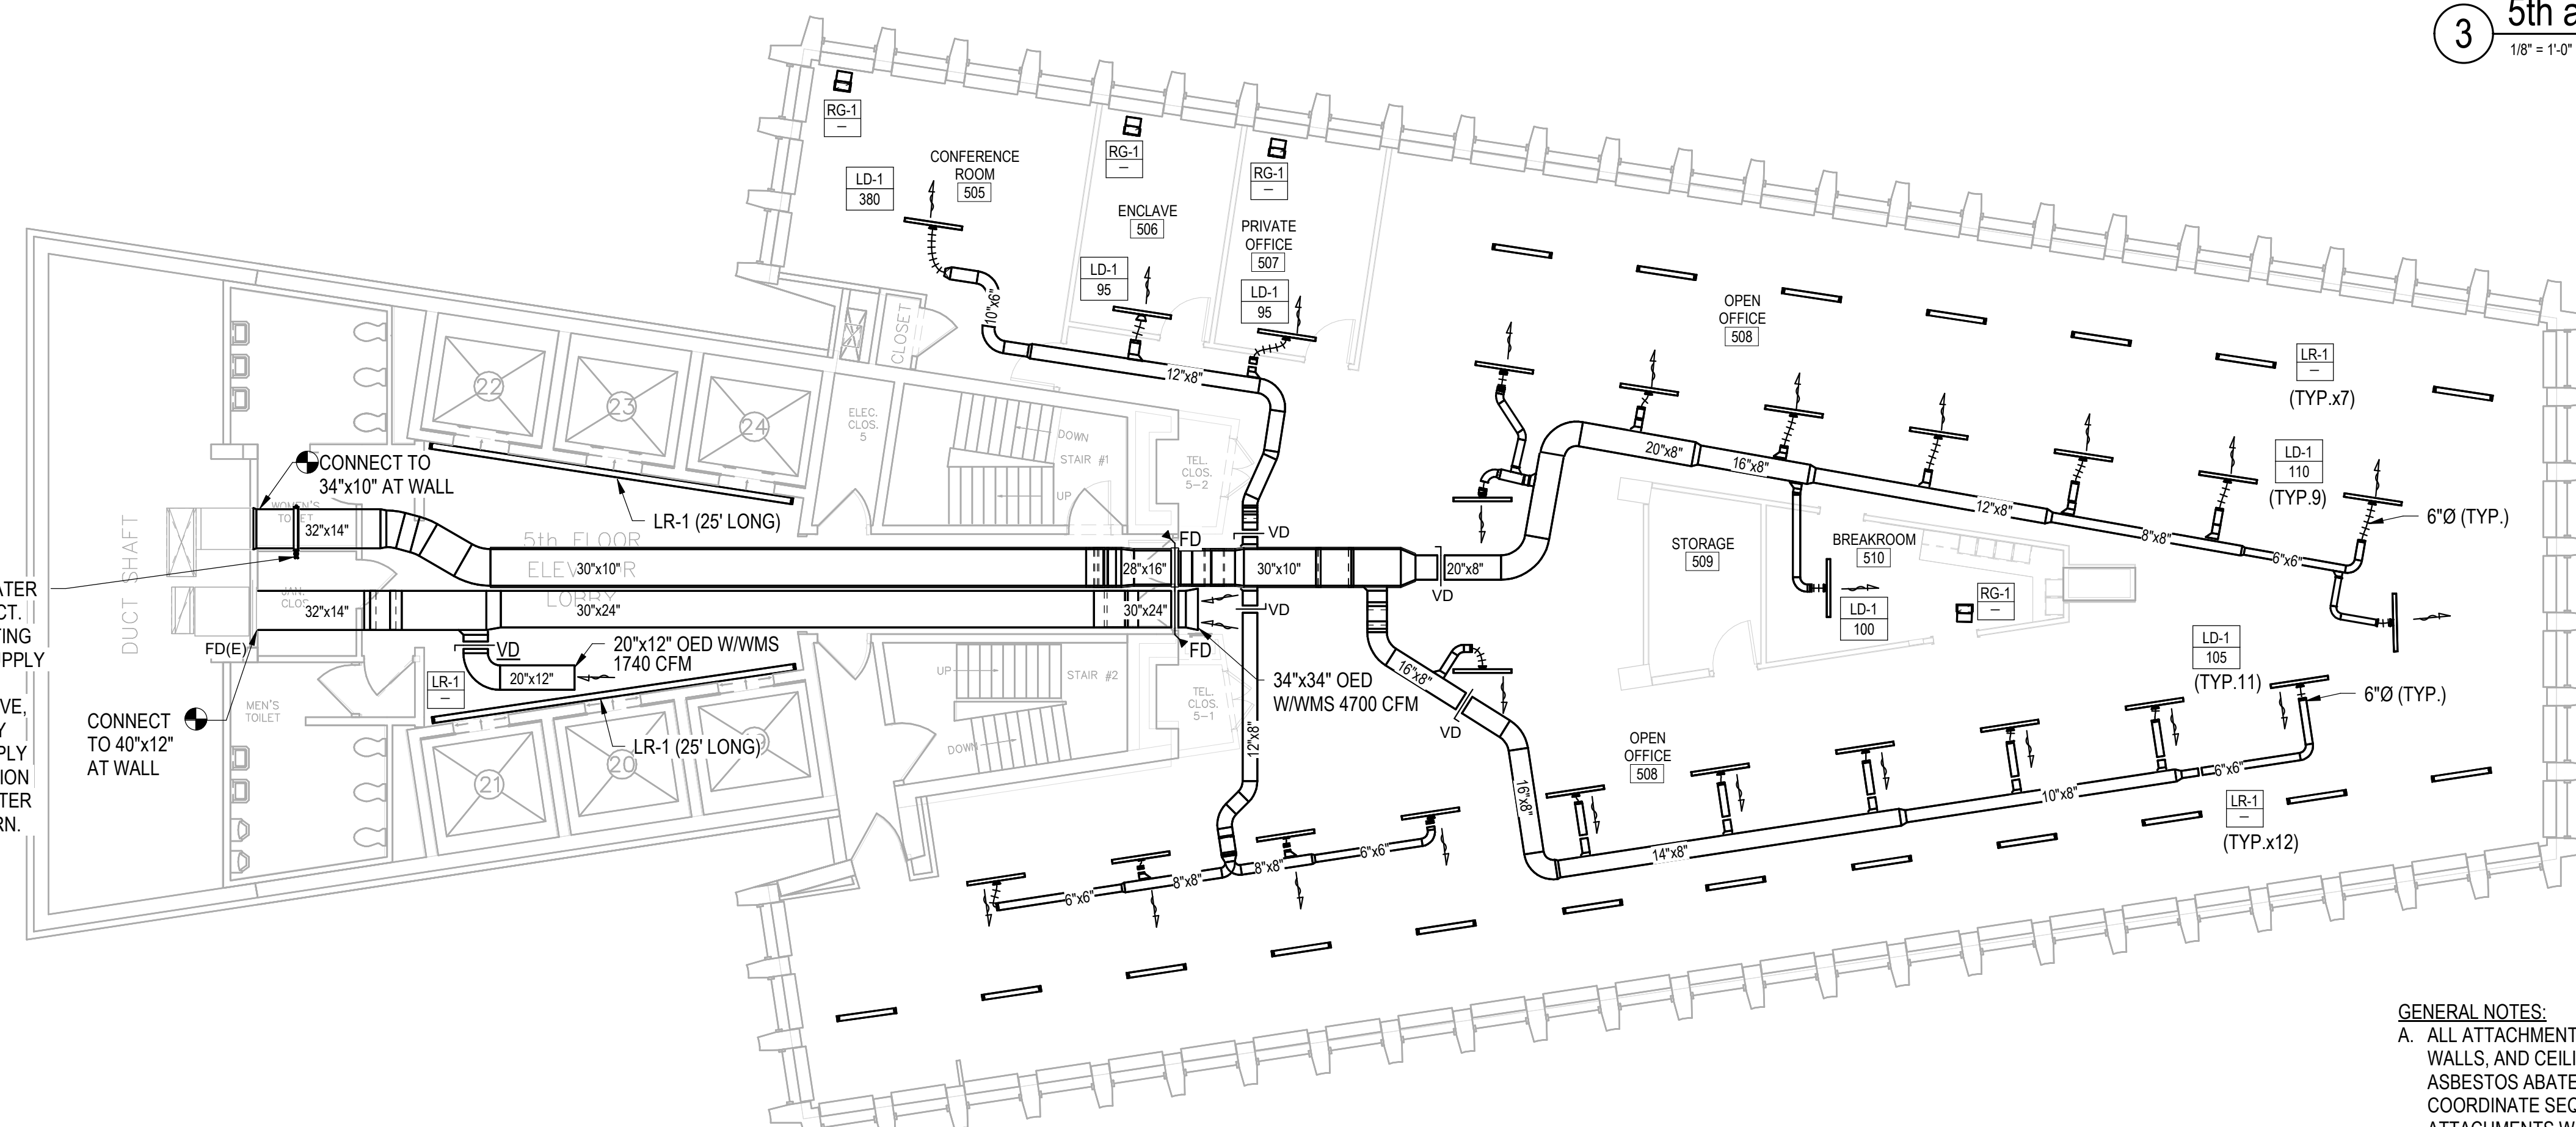 3
5th a
1/8" = 1'-0"
RG-1
–
CONFERENCE
ROOM
505
LD-1
380
RG-1
–
ENCLAVE
506
LD-1
95
RG-1
–
PRIVATE
OFFICE
507
LD-1
95
10"x6"
12"x8"
CLOSET
OPEN
OFFICE
508
LR-1
–
(TYP.x7)
LD-1
110
(TYP.9)
6"Ø (TYP.)
22
23
24
ELEC.
CLOS.
5
DOWN
STAIR #1
UP
TEL.
CLOS.
5-2
CONNECT TO
34"x10" AT WALL
WOMEN'S
TOILET
LR-1 (25' LONG)
DUCT SHAFT
32"x14"
5th FLOOR
ELEVATOR
LOBBY
30"x10"
28"x16"
FD
VD
30"x10"
20"x8"
VD
20"x8"
16"x8"
12"x8"
8"x8"
6"x6"
STORAGE
509
BREAKROOM
510
RG-1
–
LD-1
100
ATER
CT.
TING
UPPLY
VE,
Y
PLY
ION
TER
RN.
JAN.
CLOS.
32"x14"
30"x24"
30"x24"
VD
FD
FD(E)
VD
20"x12" OED W/WMS
1740 CFM
20"x12"
LR-1
–
MEN'S
TOILET
CONNECT
TO 40"x12"
AT WALL
LR-1 (25' LONG)
21
20
19
UP
STAIR #2
DOWN
TEL.
CLOS.
5-1
34"x34" OED
W/WMS 4700 CFM
12"x8"
16"x8"
VD
16"x8"
OPEN
OFFICE
508
LD-1
105
(TYP.11)
6"Ø (TYP.)
6"x6"
10"x8"
14"x8"
LR-1
–
(TYP.x12)
6"x6"
8"x8"
8"x8"
6"x6"
GENERAL NOTES:
A. ALL ATTACHMENT
WALLS, AND CEILI
ASBESTOS ABATE
COORDINATE SEQ
ATTACHMENTS W